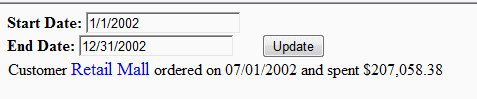 Start Date: 1/1/2002
End Date: 12/31/2002 Update
Customer Retail Mall ordered on 07/01/2002 and spent $207,058.38